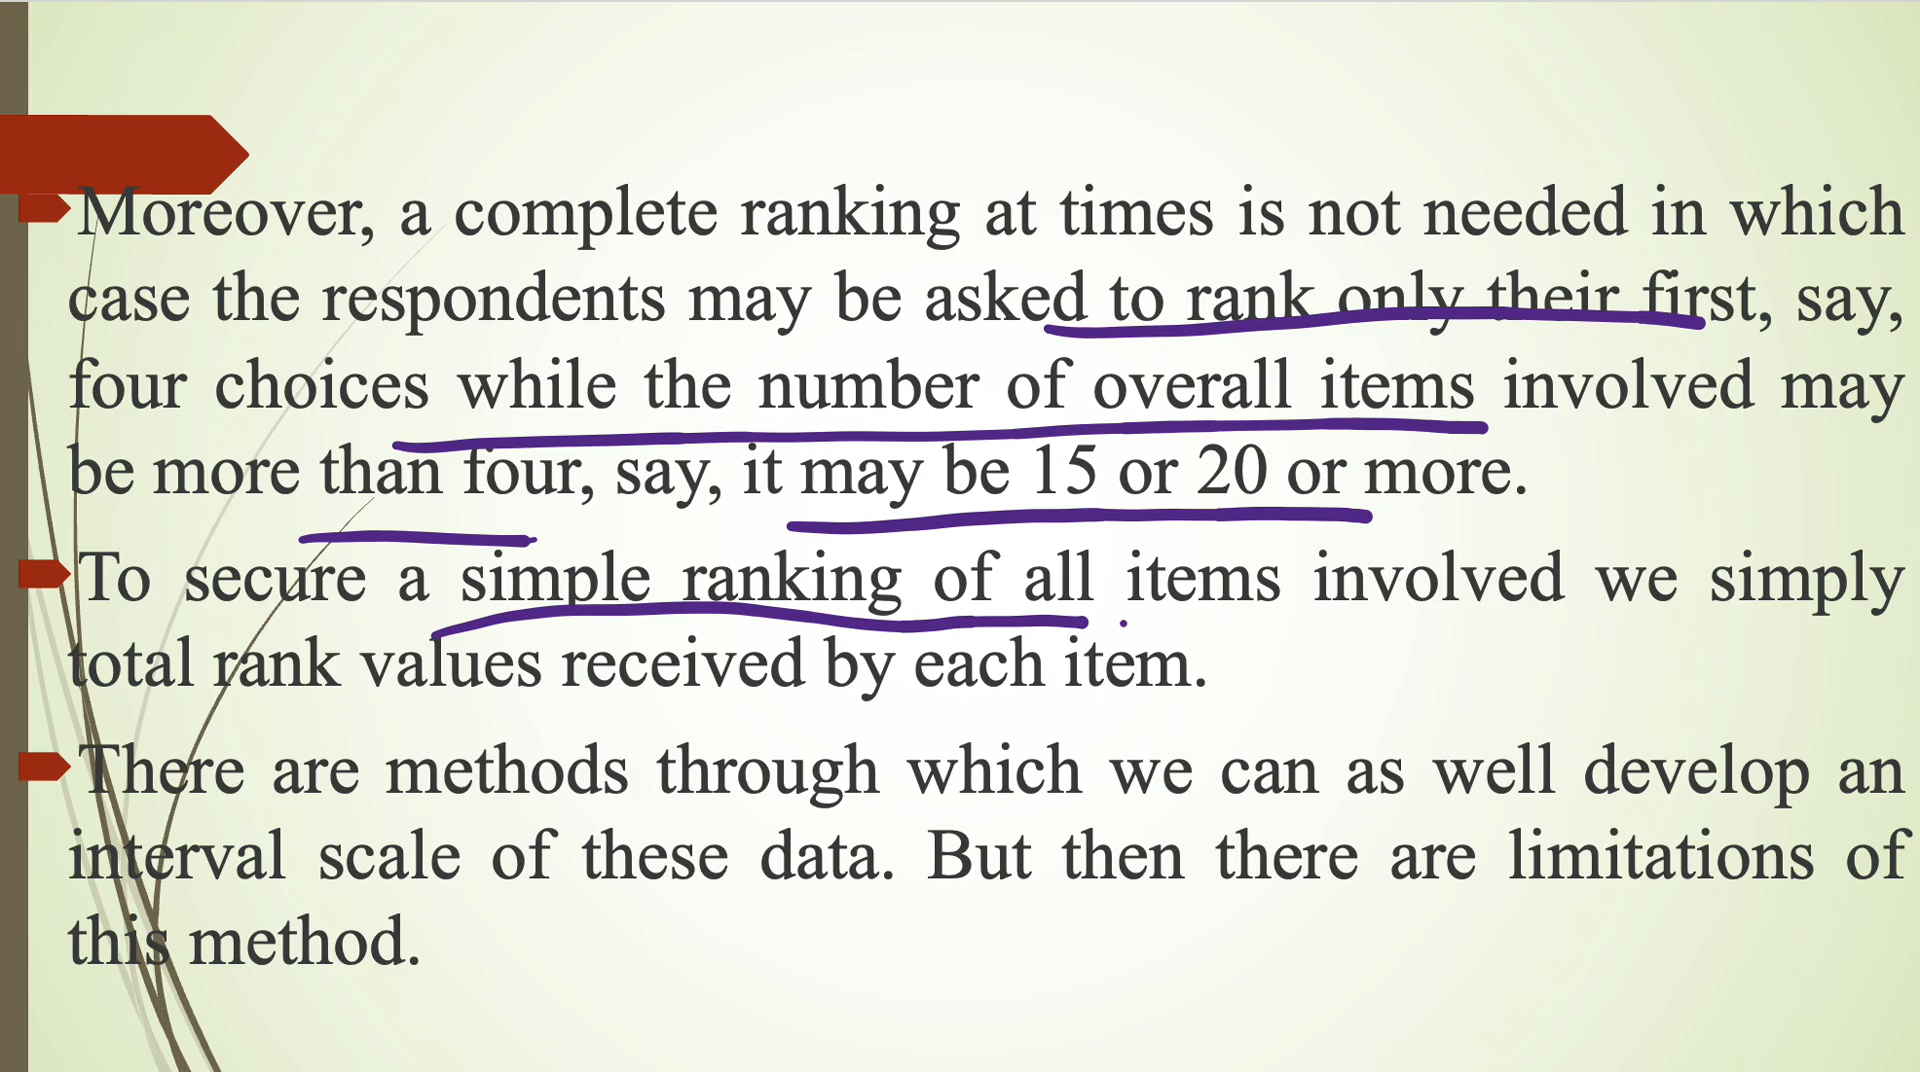 Moreover, a complete ranking at times is not needed in which
case the respondents may be asked to rank only their first, say,
four choices while the number of overall items involved may
be more than four, say, it may be 15 or 20 or more.
To secure a simple ranking of all items involved we simply
total rank values received by each item.
There are methods through which we can as well develop an
interval scale of these data. But then there are limitations of
this method.